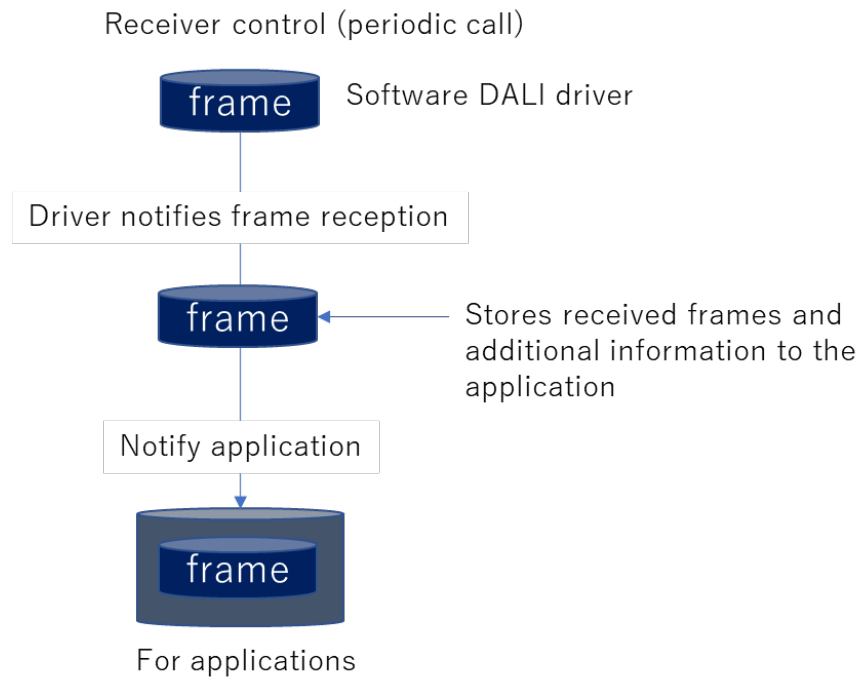 Receiver control (periodic call)
frame
Software DALI driver
Driver notifies frame reception
frame
Stores received frames and
additional information to the
application
Notify application
frame
For applications